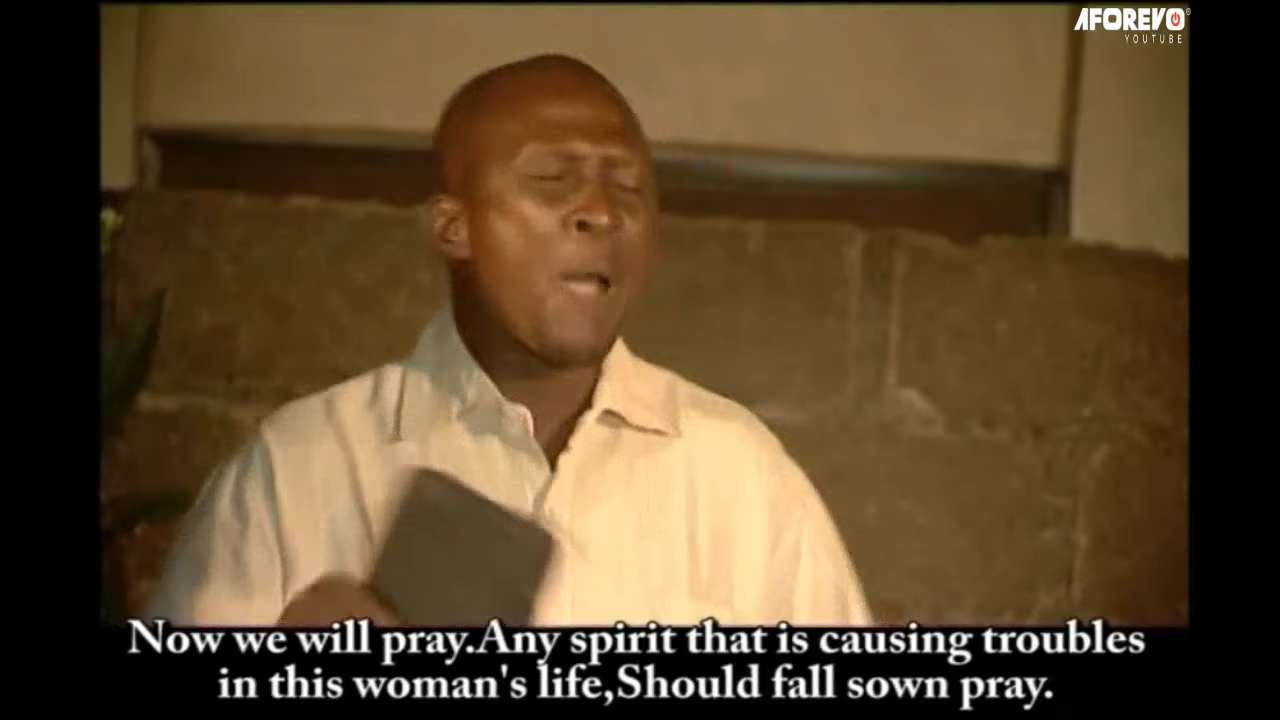 AFOREVO
YOUTUBE
Now we will pray.Any spirit that is causing troubles
in this woman's life,Should fall sown pray.